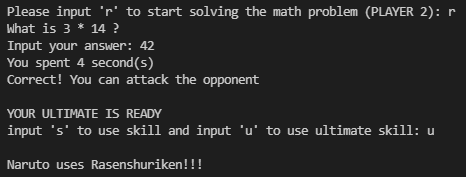 Please input 'r' to start solving the math problem (PLAYER 2): r
What is 3 * 14 ?
Input your answer: 42
You spent 4 second(s)
Correct! You can attack the opponent
YOUR ULTIMATE IS READY
input 's' to use skill and input 'u' to use ultimate skill: u
Naruto uses Rasenshuriken!!!